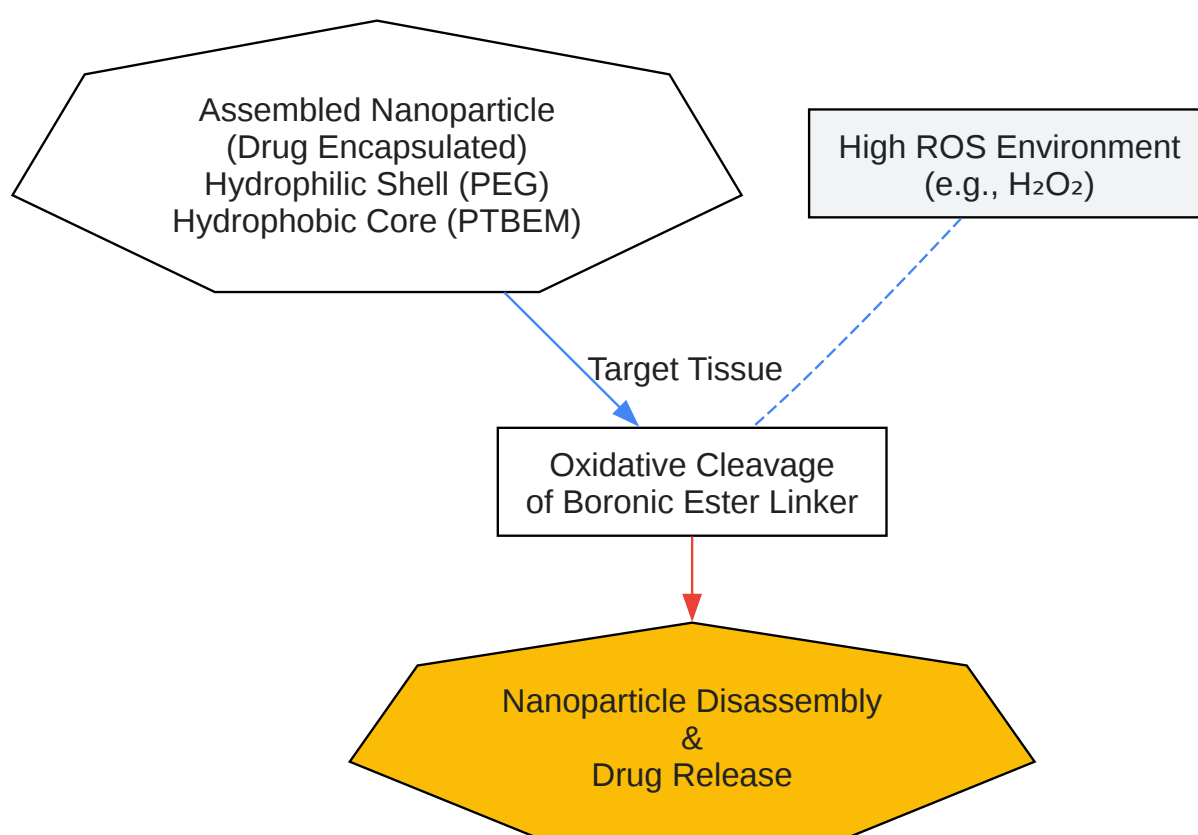 Assembled Nanoparticle
(Drug Encapsulated)
Hydrophilic Shell (PEG)
Hydrophobic Core (PTBEM)
High ROS Environment
(e.g., H₂O₂)
Target Tissue
Oxidative Cleavage
of Boronic Ester Linker
Nanoparticle Disassembly
&
Drug Release